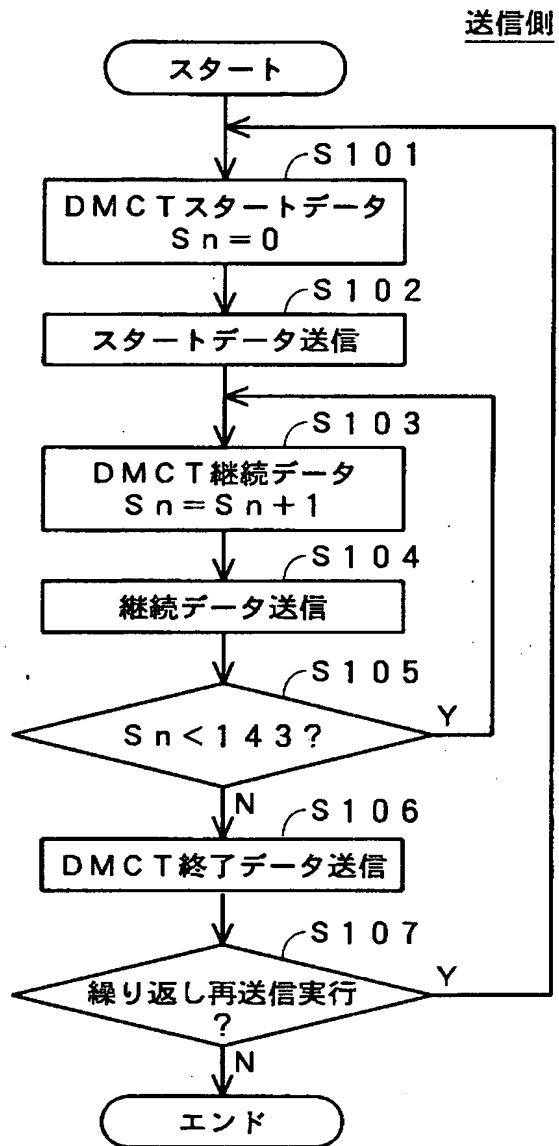 送信側
スタート
S101
DMCTスタートデータ
Sn=0
S102
スタートデータ送信
S103
DMCT継続データ
Sn=Sn+1
S104
継続データ送信
S105
Sn<143?
Y
N
S106
DMCT終了データ送信
S107
繰り返し再送信実行
?
Y
N
エンド